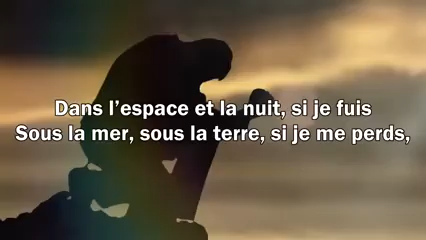 Dans l’espace et la nuit, si je fuis
Sous la mer, sous la terre, si je me perds,